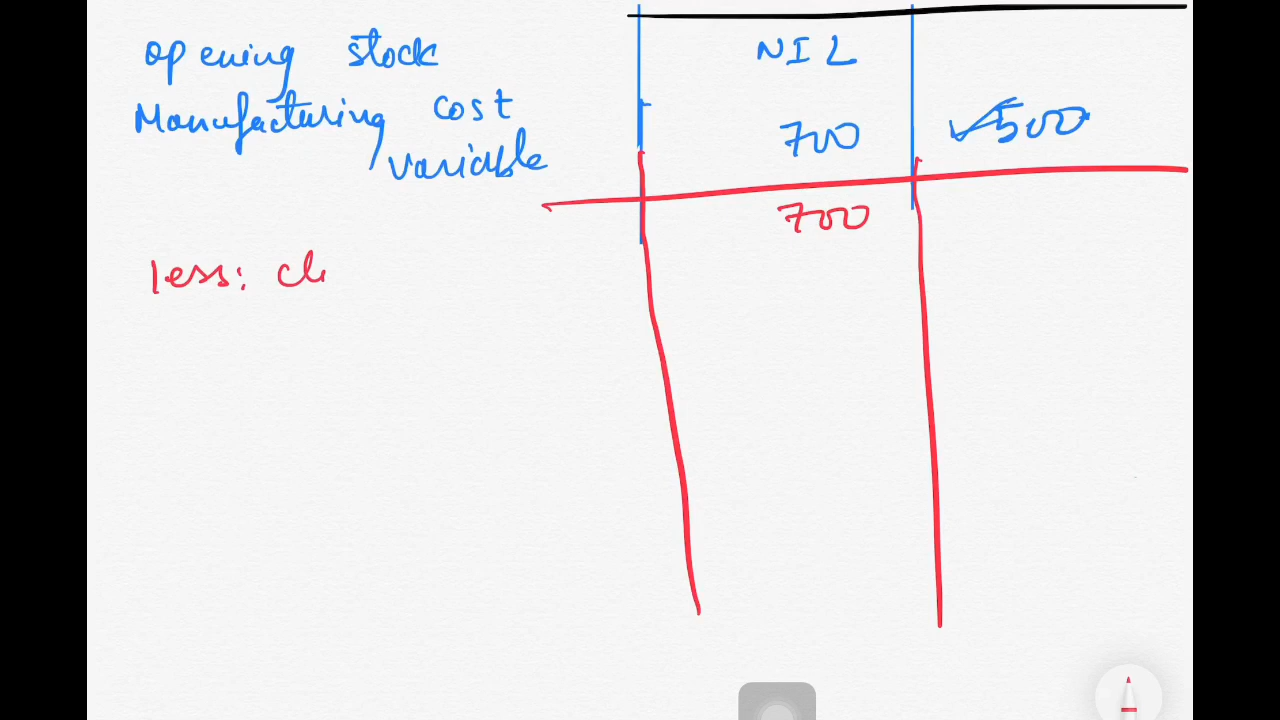 opening stock NIL
Manufacturing cost 700 500
variable
700
less: cl